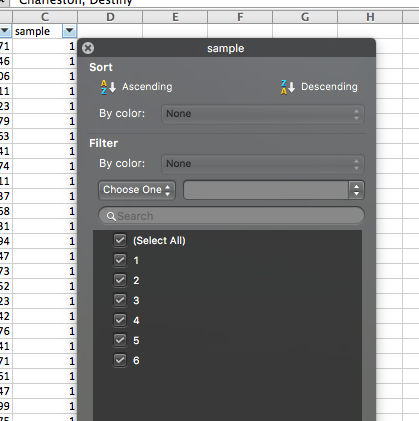 Charleston, Destiny
C D E F G H
sample
71 1
46 1
06 1
11 1
23 1
79 1
53 1
41 1
74 1
11 1
37 1
58 1
31 1
94 1
47 1
73 1
52 1
23 1
42 1
76 1
41 1
71 1
51 1
47 1
99 1
75 1
sample
Sort
Ascending Descending
By color: None
Filter
By color: None
Choose One
Search
(Select All)
1
2
3
4
5
6